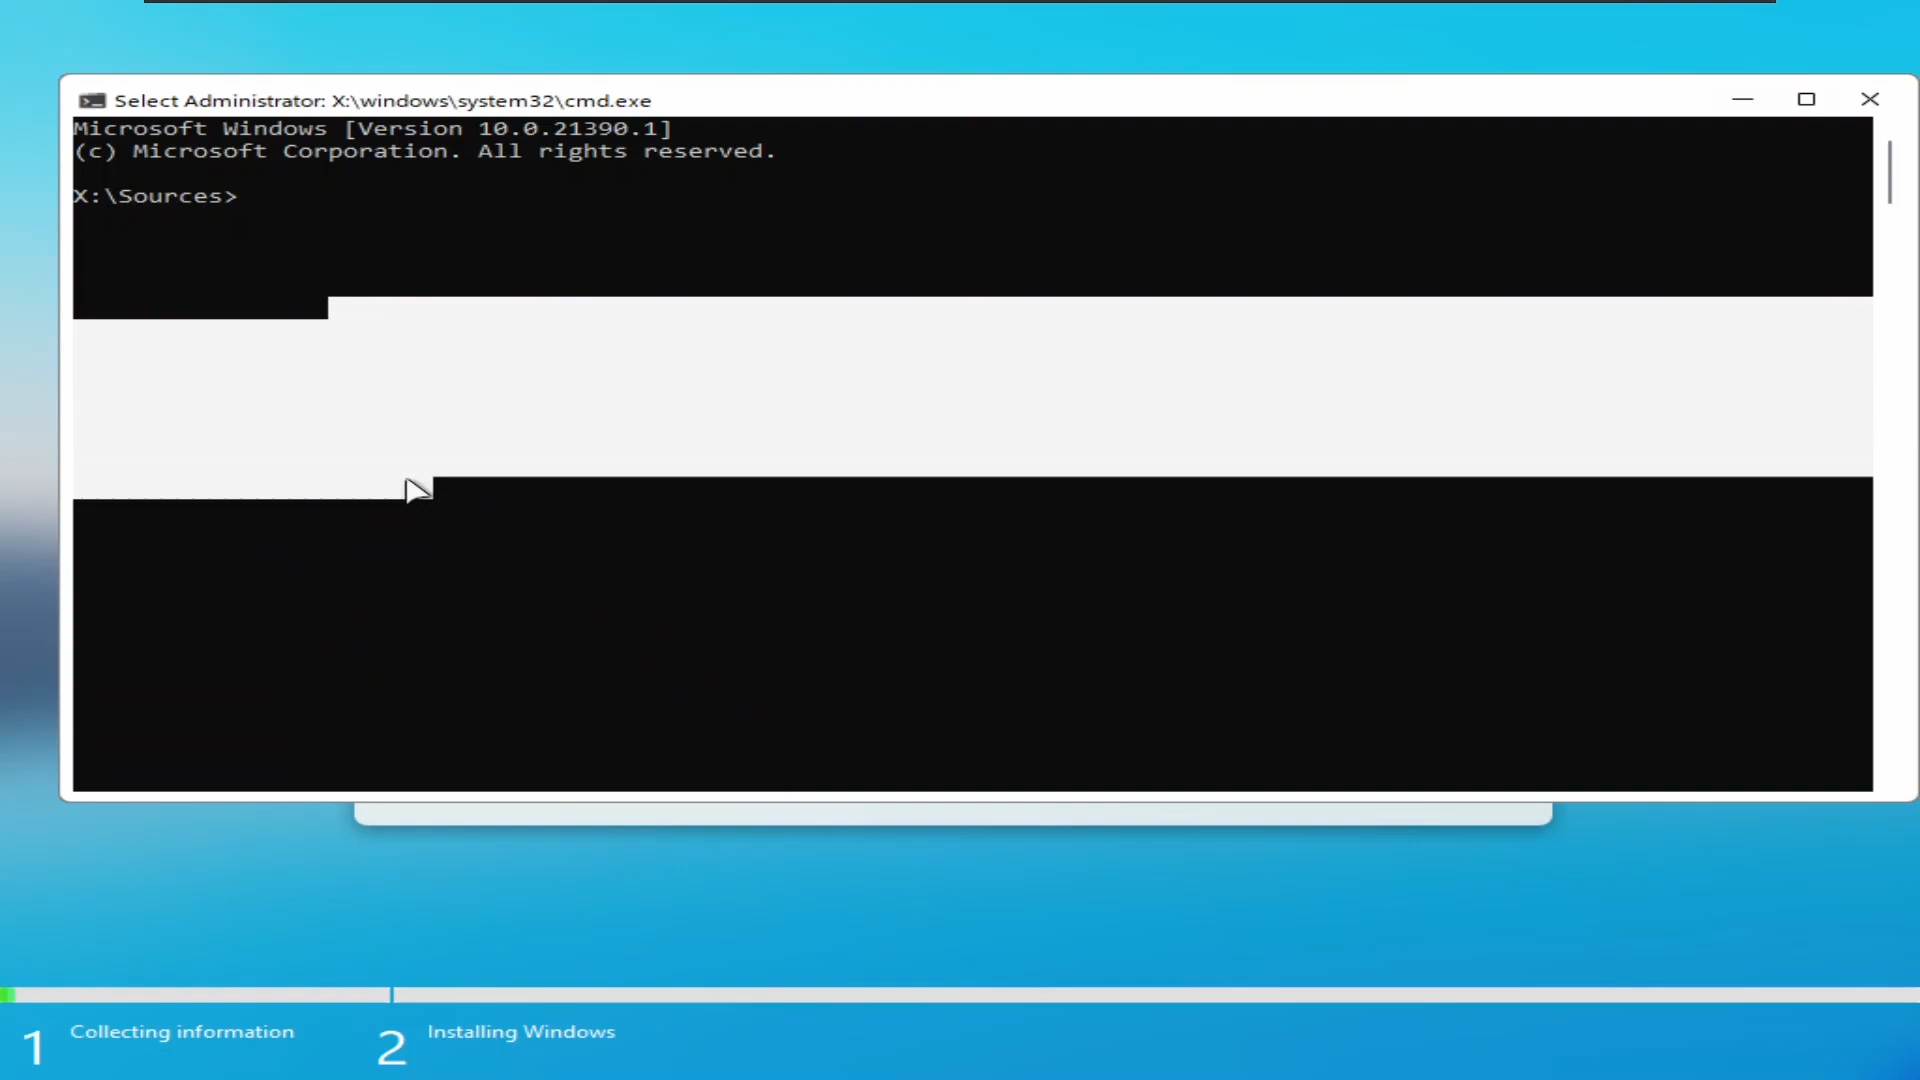 Select Administrator: X:\windows\system32\cmd.exe
Microsoft Windows [Version 10.0.21390.1]
(c) Microsoft Corporation. All rights reserved.
X:\Sources>
1 Collecting information
2 Installing Windows